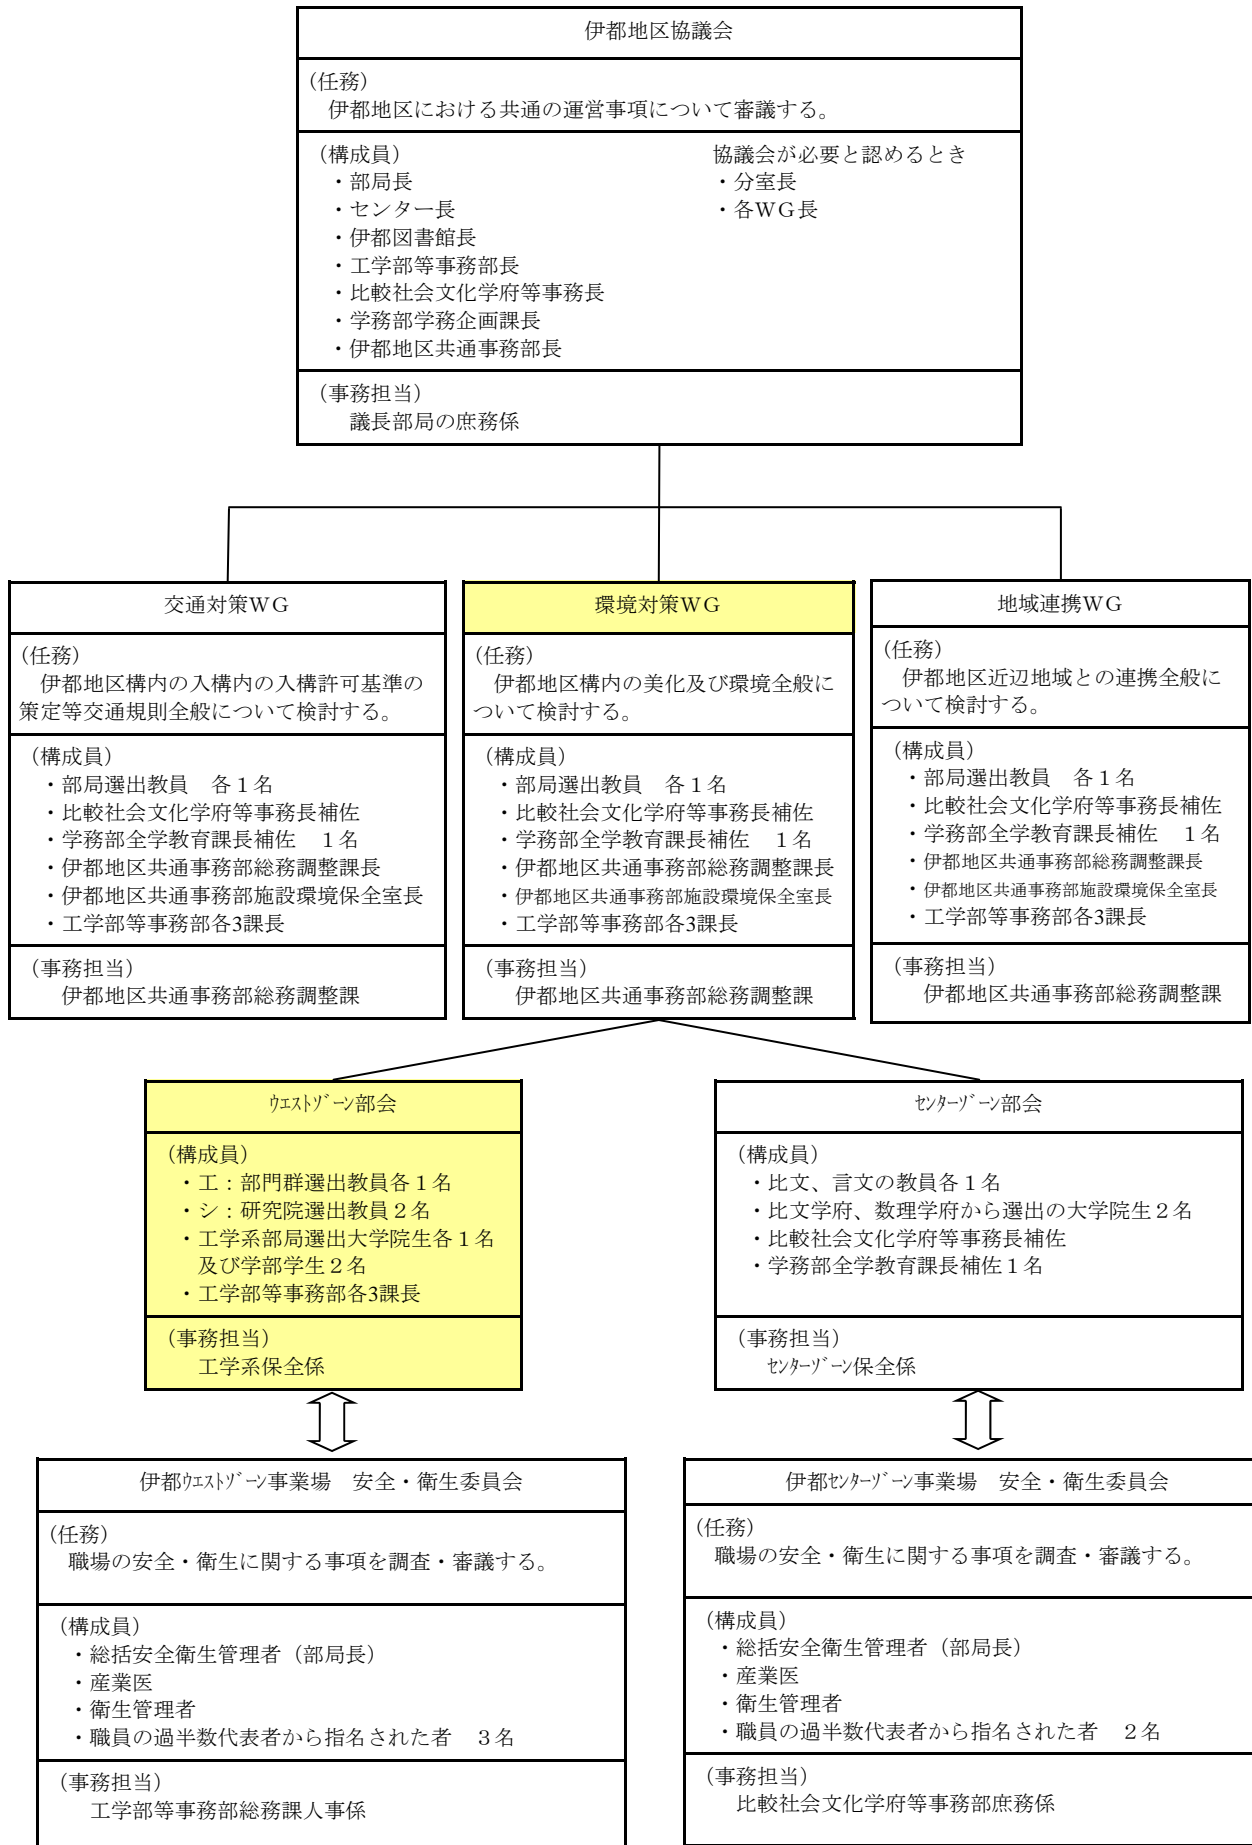 伊都地区協議会
(任務)
伊都地区における共通の運営事項について審議する。
(構成員)
・部局長
・センター長
・伊都図書館長
・工学部等事務部長
・比較社会文化学府等事務長
・学務部学務企画課長
・伊都地区共通事務部長
協議会が必要と認めるとき
・分室長
・各ＷＧ長
(事務担当)
議長部局の庶務係
交通対策ＷＧ
(任務)
伊都地区構内の入構内の入構許可基準の
策定等交通規則全般について検討する。
(構成員)
・部局選出教員　各１名
・比較社会文化学府等事務長補佐
・学務部全学教育課長補佐　１名
・伊都地区共通事務部総務調整課長
・伊都地区共通事務部施設環境保全室長
・工学部等事務部各3課長
(事務担当)
伊都地区共通事務部総務調整課
環境対策ＷＧ
(任務)
伊都地区構内の美化及び環境全般に
ついて検討する。
(構成員)
・部局選出教員　各１名
・比較社会文化学府等事務長補佐
・学務部全学教育課長補佐　１名
・伊都地区共通事務部総務調整課長
・伊都地区共通事務部施設環境保全室長
・工学部等事務部各3課長
(事務担当)
伊都地区共通事務部総務調整課
地域連携ＷＧ
(任務)
伊都地区近辺地域との連携全般に
ついて検討する。
(構成員)
・部局選出教員　各１名
・比較社会文化学府等事務長補佐
・学務部全学教育課長補佐　１名
・伊都地区共通事務部総務調整課長
・伊都地区共通事務部施設環境保全室長
・工学部等事務部各3課長
(事務担当)
伊都地区共通事務部総務調整課
ｳｴｽﾄｿﾞｰﾝ部会
(構成員)
・工：部門群選出教員各１名
・シ：研究院選出教員２名
・工学系部局選出大学院生各１名
及び学部学生２名
・工学部等事務部各3課長
(事務担当)
工学系保全係
ｾﾝﾀｰｿﾞｰﾝ部会
(構成員)
・比文、言文の教員各１名
・比文学府、数理学府から選出の大学院生２名
・比較社会文化学府等事務長補佐
・学務部全学教育課長補佐１名
(事務担当)
ｾﾝﾀｰｿﾞｰﾝ保全係
伊都ｳｴｽﾄｿﾞｰﾝ事業場　安全・衛生委員会
(任務)
職場の安全・衛生に関する事項を調査・審議する。
(構成員)
・総括安全衛生管理者（部局長）
・産業医
・衛生管理者
・職員の過半数代表者から指名された者　３名
(事務担当)
工学部等事務部総務課人事係
伊都ｾﾝﾀｰｿﾞｰﾝ事業場　安全・衛生委員会
(任務)
職場の安全・衛生に関する事項を調査・審議する。
(構成員)
・総括安全衛生管理者（部局長）
・産業医
・衛生管理者
・職員の過半数代表者から指名された者　２名
(事務担当)
比較社会文化学府等事務部庶務係